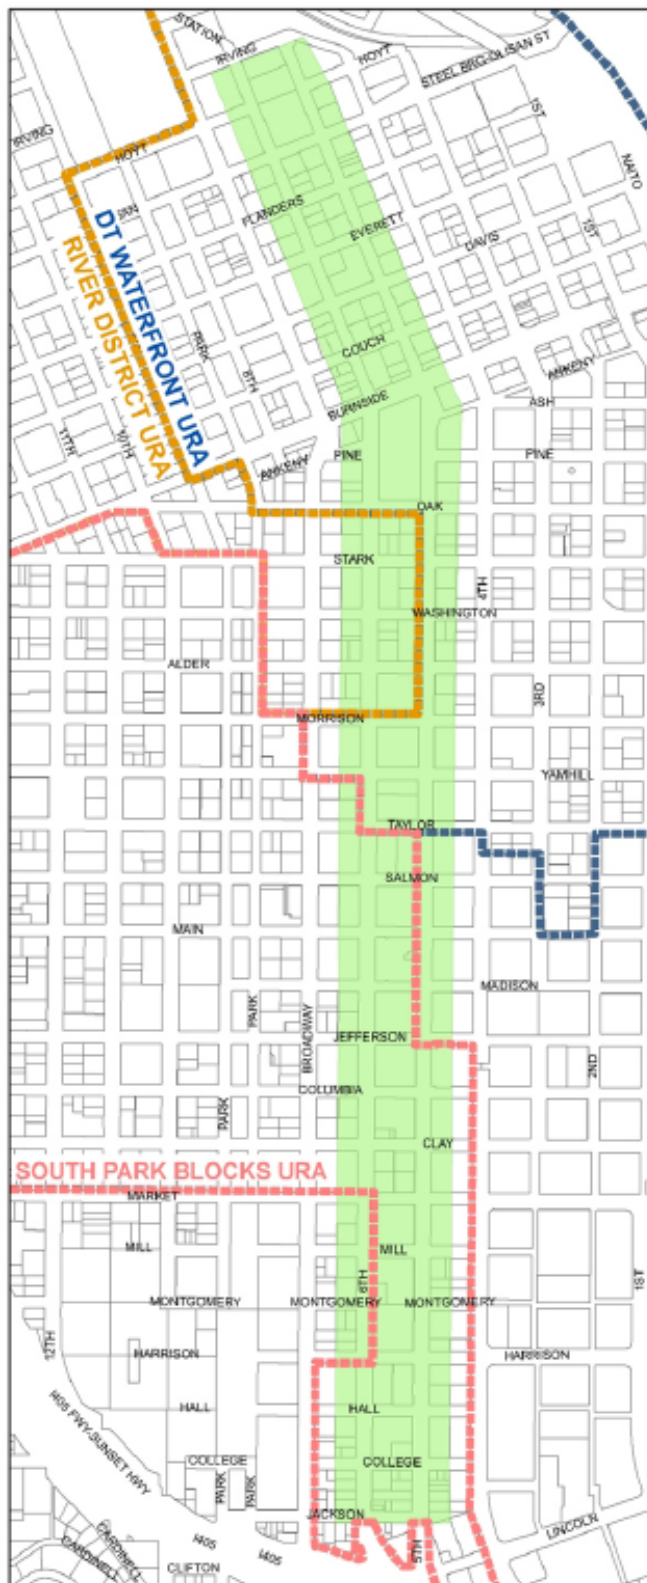 STATION
IRVING
HOYT
STEEL BRG-GLISAN ST
1ST
IRVING
HOYT
NAITO
FLANDERS
EVERETT
1ST
DAVIS
DT WATERFRONT URA
RIVER DISTRICT URA
PARK
8TH
COUCH
ANKENY
BURNSIDE
ASH
11TH
10TH
ANKENY
PINE
PINE
OAK
STARK
4TH
WASHINGTON
ALDER
3RD
MORRISON
YAMHILL
TAYLOR
SALMON
MAIN
MADISON
PARK
BROADWAY
JEFFERSON
2ND
COLUMBIA
PARK
CLAY
SOUTH PARK BLOCKS URA
MARKET
MILL
MILL
6TH
1ST
MONTGOMERY
MONTGOMERY
MONTGOMERY
12TH
HARRISON
HARRISON
I405 FWY-SUNSET HWY
HALL
HALL
COLLEGE
COLLEGE
PARK
PARK
JACKSON
LINCOLN
I405
I405
5TH
CARDINELL
CARDINELL
CLIFTON